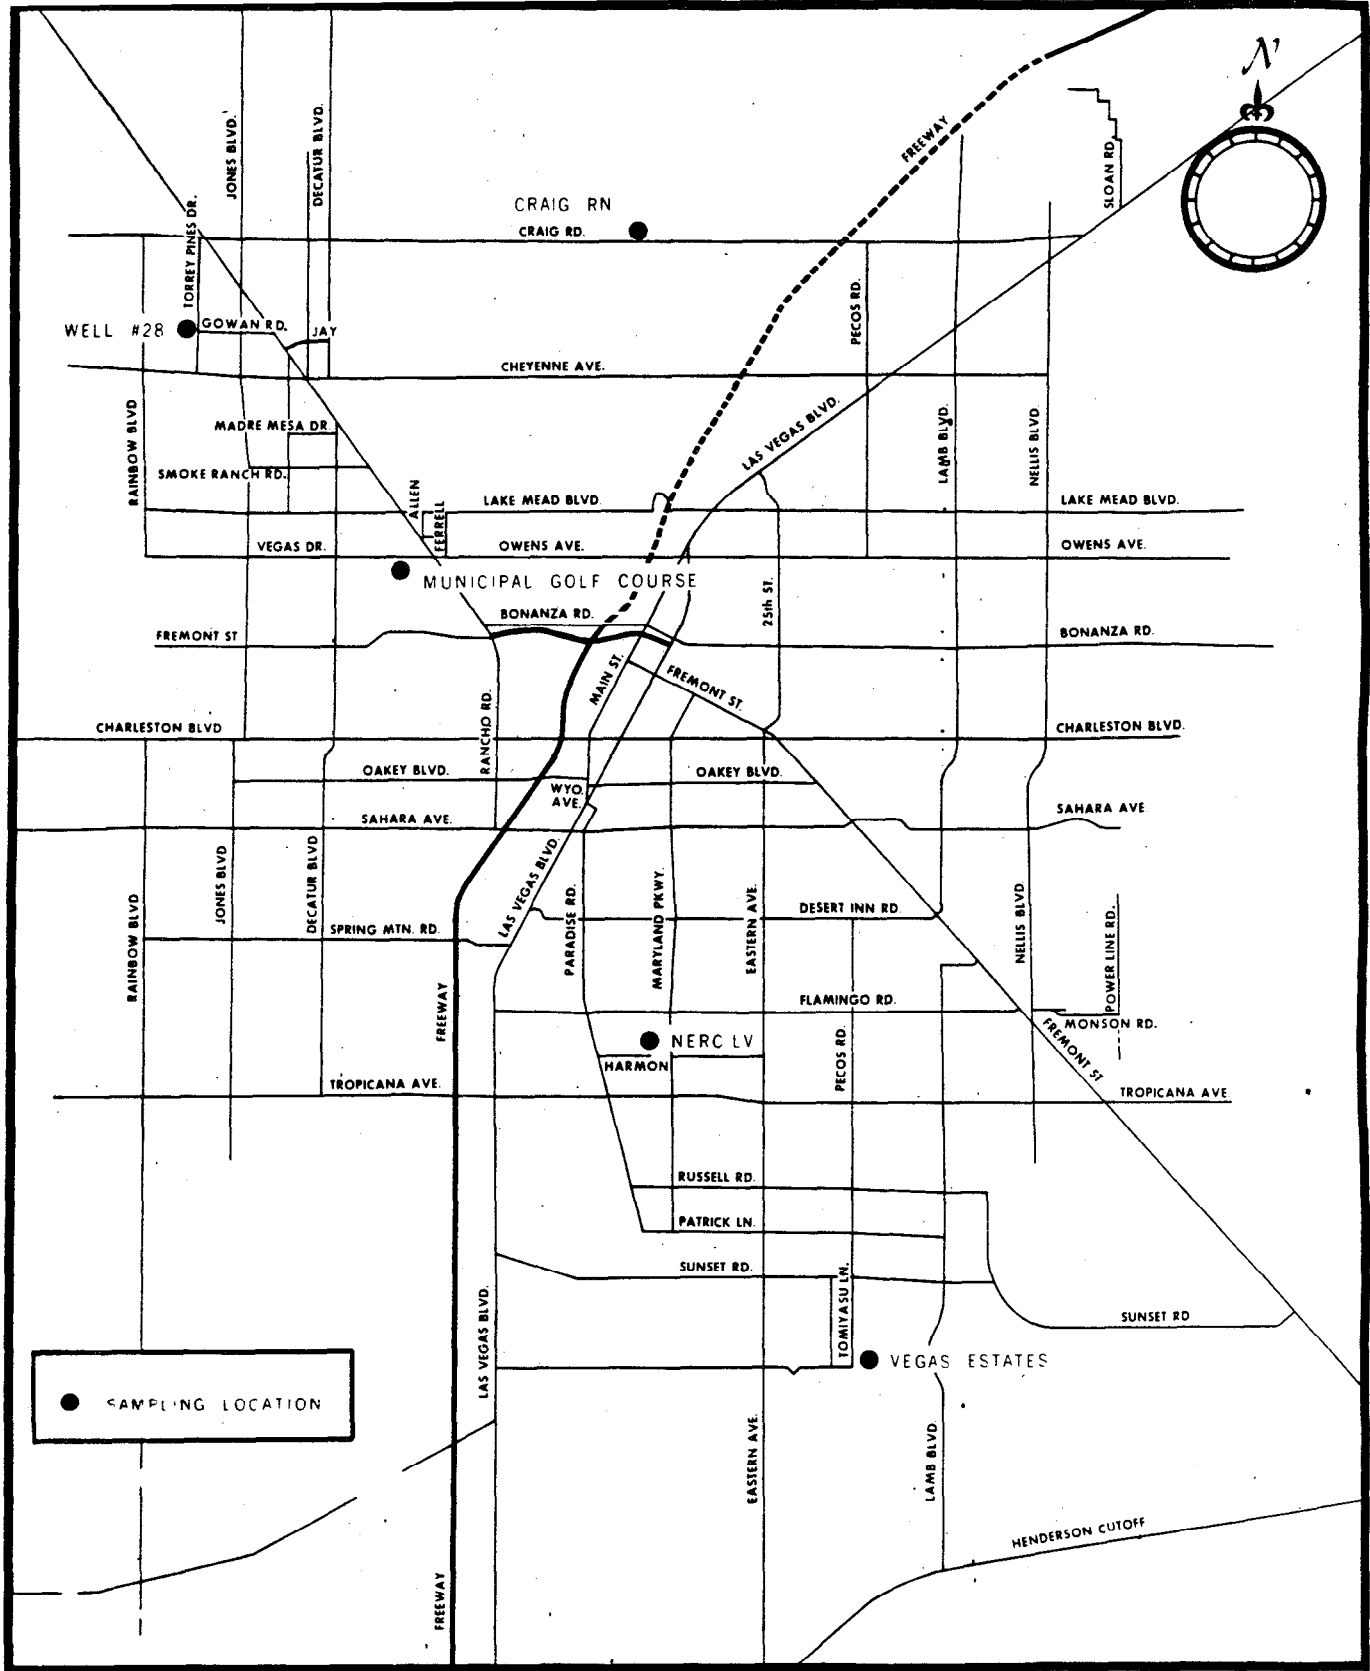 N
FREEWAY
JONES BLVD.
DECATUR BLVD.
SLOAN RD.
CRAIG RN
CRAIG RD.
TORREY PINES DR.
PECOS RD.
WELL #28
GOWAN RD.
JAY
CHEYENNE AVE.
LAS VEGAS BLVD.
RAINBOW BLVD
MADRE MESA DR.
LAMB BLVD.
NELLIS BLVD.
SMOKE RANCH RD.
ALLEN
FERRELL
LAKE MEAD BLVD.
LAKE MEAD BLVD.
VEGAS DR.
OWENS AVE.
OWENS AVE.
MUNICIPAL GOLF COURSE
25th ST.
BONANZA RD.
FREMONT ST
BONANZA RD.
MAIN ST.
FREMONT ST.
RANCHO RD.
CHARLESTON BLVD
CHARLESTON BLVD.
OAKEY BLVD.
OAKEY BLVD.
WYO.
AVE.
SAHARA AVE.
SAHARA AVE
JONES BLVD
DECATUR BLVD
LAS VEGAS BLVD.
RAINBOW BLVD
SPRING MTN. RD.
PARADISE RD.
MARYLAND PKWY.
EASTERN AVE.
DESERT INN RD.
NELLIS BLVD
POWER LINE RD.
FREEWAY
FLAMINGO RD.
MONSON RD.
FREMONT ST
NERC LV
HARMON
PECOS RD.
TROPICANA AVE.
TROPICANA AVE
RUSSELL RD.
PATRICK LN.
SUNSET RD.
TOMIYASU LN.
SUNSET RD
LAS VEGAS BLVD.
VEGAS ESTATES
SAMPLING LOCATION
EASTERN AVE.
LAMB BLVD.
HENDERSON CUTOFF
FREEWAY